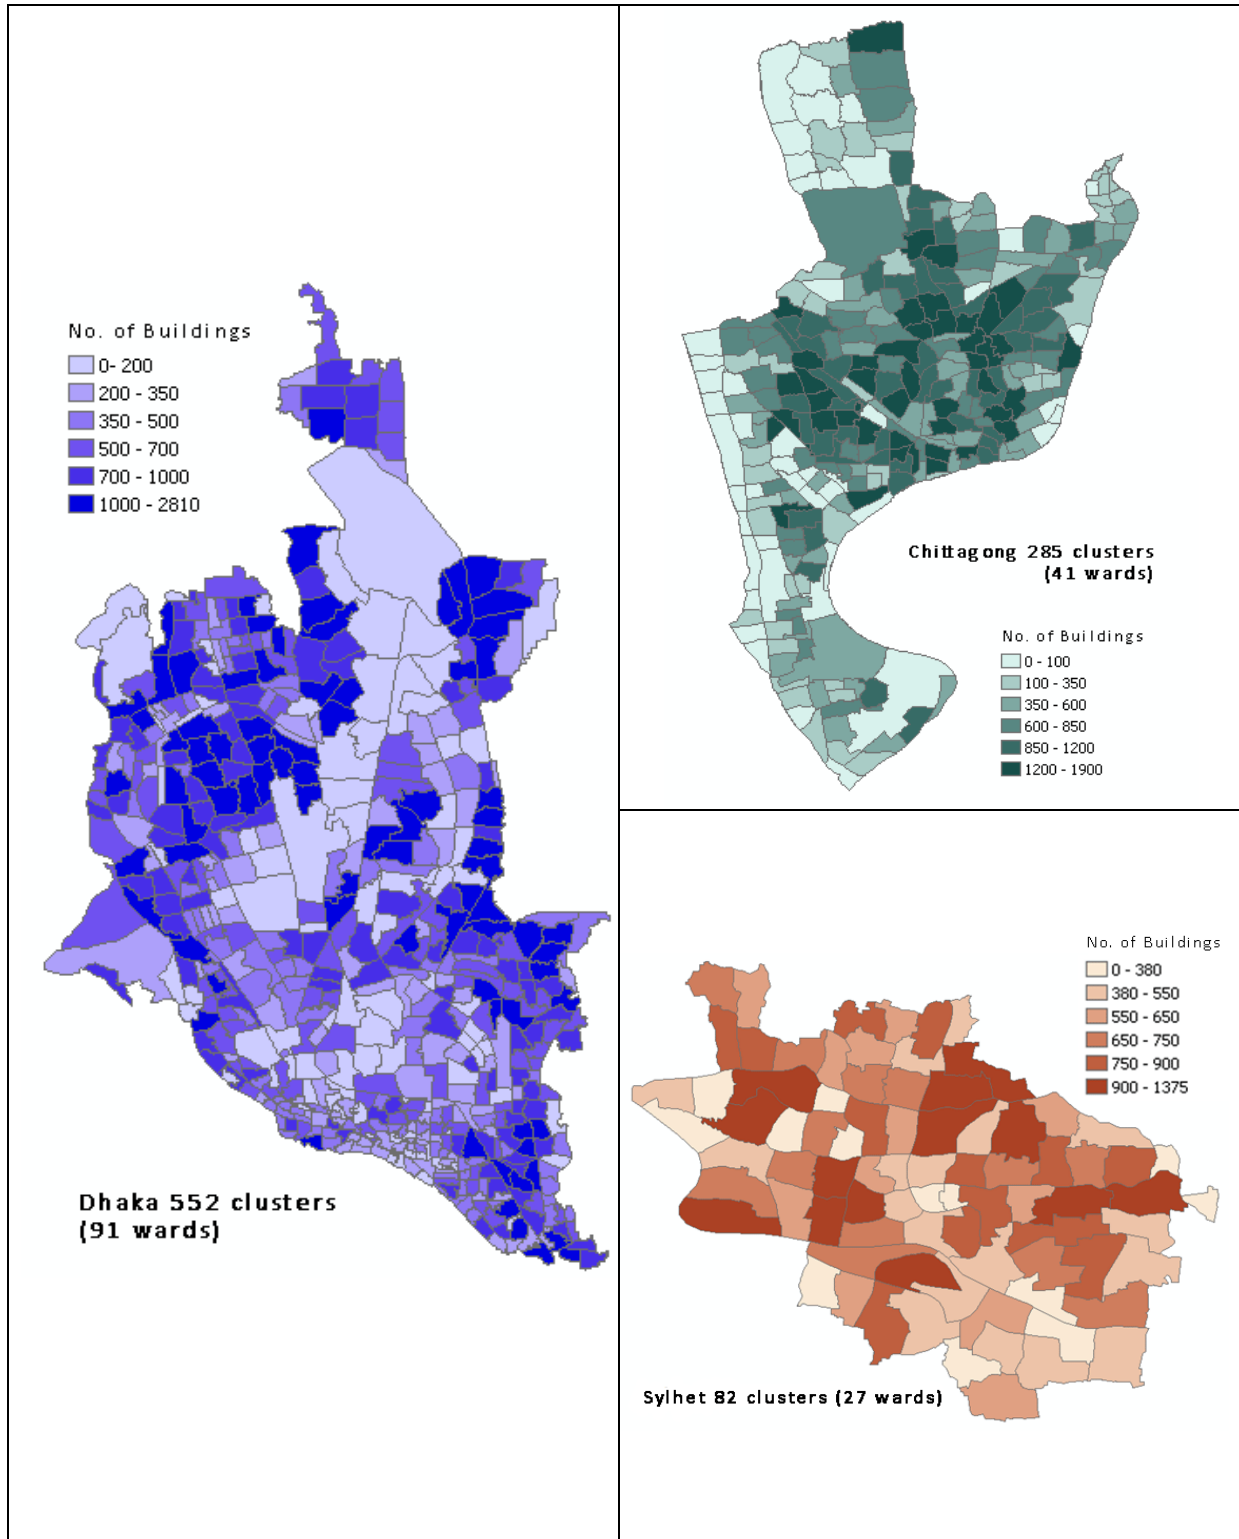 No. of Buildings
0- 200
200 - 350
350 - 500
500 - 700
700 - 1000
1000 - 2810
Dhaka 552 clusters
(91 wards)
Chittagong 285 clusters
(41 wards)
No. of Buildings
0 - 100
100 - 350
350 - 600
600 - 850
850 - 1200
1200 - 1900
No. of Buildings
0 - 380
380 - 550
550 - 650
650 - 750
750 - 900
900 - 1375
Sylhet 82 clusters (27 wards)